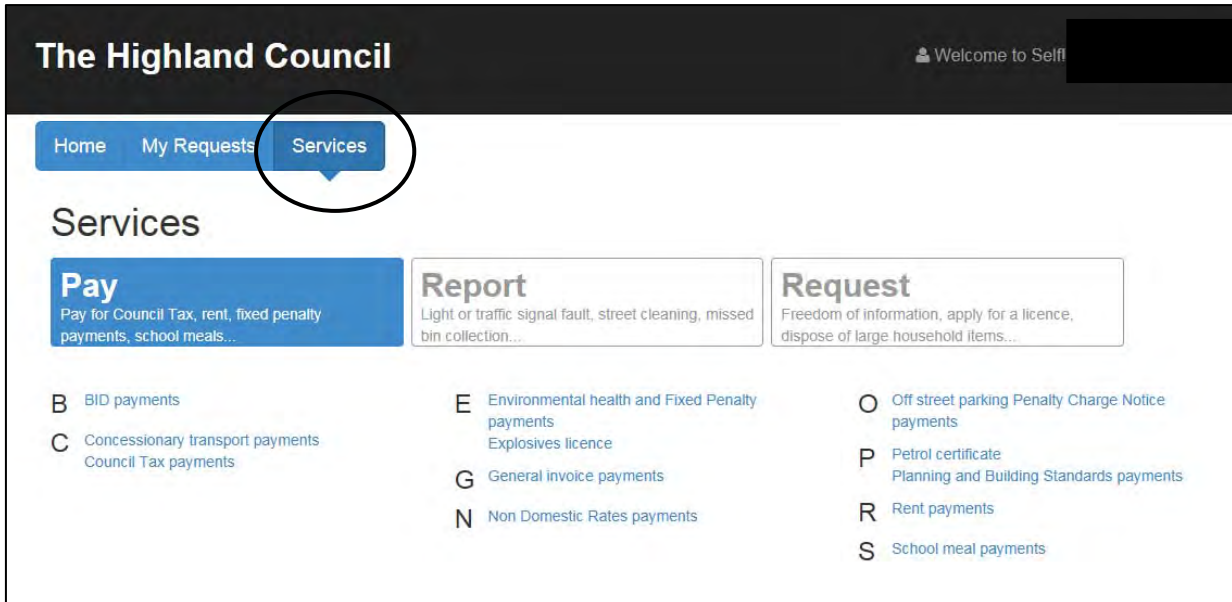 The Highland Council
Welcome to Self
Home My Requests Services
Services
Pay
Pay for Council Tax, rent, fixed penalty
payments, school meals...
Report
Light or traffic signal fault, street cleaning, missed
bin collection...
Request
Freedom of information, apply for a licence,
dispose of large household items...
B BID payments
C Concessionary transport payments
Council Tax payments
E Environmental health and Fixed Penalty
payments
Explosives licence
G General invoice payments
N Non Domestic Rates payments
O Off street parking Penalty Charge Notice
payments
P Petrol certificate
Planning and Building Standards payments
R Rent payments
S School meal payments